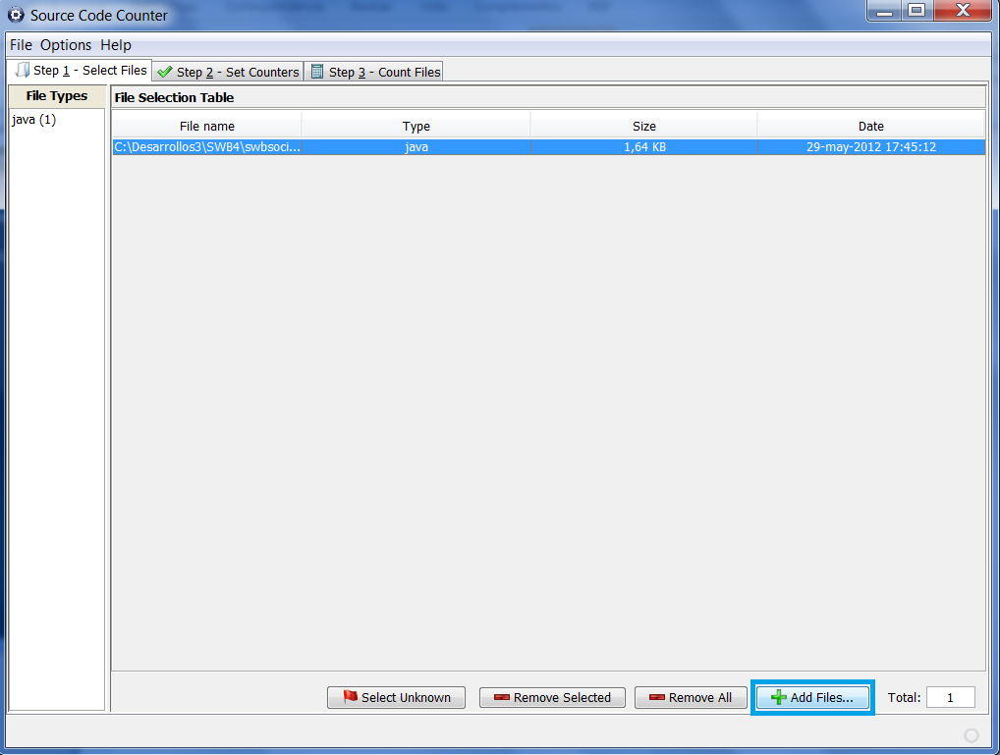 Source Code Counter
File Options Help
Step 1 - Select Files Step 2 - Set Counters Step 3 - Count Files
File Types File Selection Table
java (1)
File name Type Size Date
C:\Desarrollos3\SWB4\swbsoci... java 1,64 KB 29-may-2012 17:45:12
Select Unknown Remove Selected Remove All Add Files... Total: 1